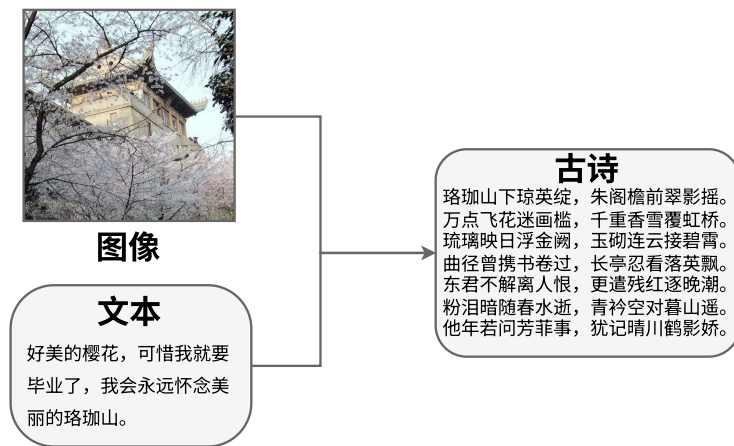 图像
文本
好美的樱花，可惜我就要
毕业了，我会永远怀念美
丽的珞珈山。
古诗
珞珈山下琼英绽，朱阁檐前翠影摇。
万点飞花迷画槛，千重香雪覆虹桥。
琉璃映日浮金阙，玉砌连云接碧霄。
曲径曾携书卷过，长亭忍看落英飘。
东君不解离人恨，更遣残红逐晚潮。
粉泪暗随春水逝，青衿空对暮山遥。
他年若问芳菲事，犹记晴川鹤影娇。